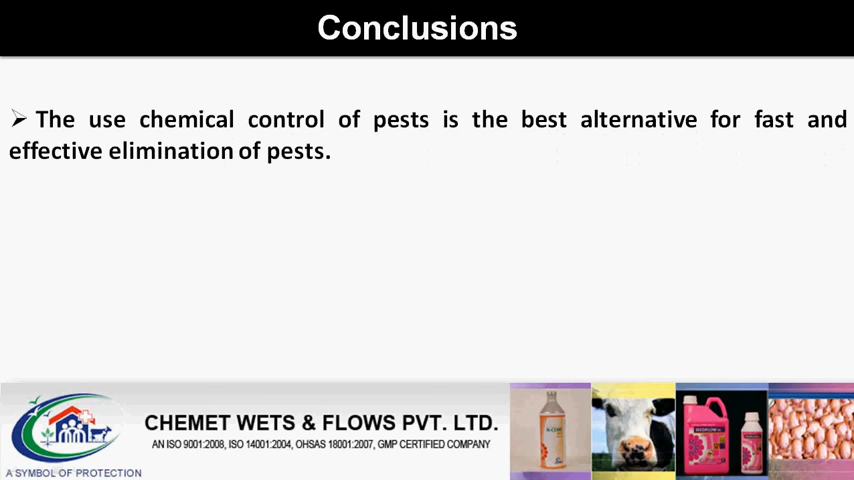 Conclusions
➢ The use chemical control of pests is the best alternative for fast and
effective elimination of pests.
CHEMET WETS & FLOWS PVT. LTD.
AN ISO 9001:2008, ISO 14001:2004, OHSAS 18001:2007, GMP CERTIFIED COMPANY
A SYMBOL OF PROTECTION